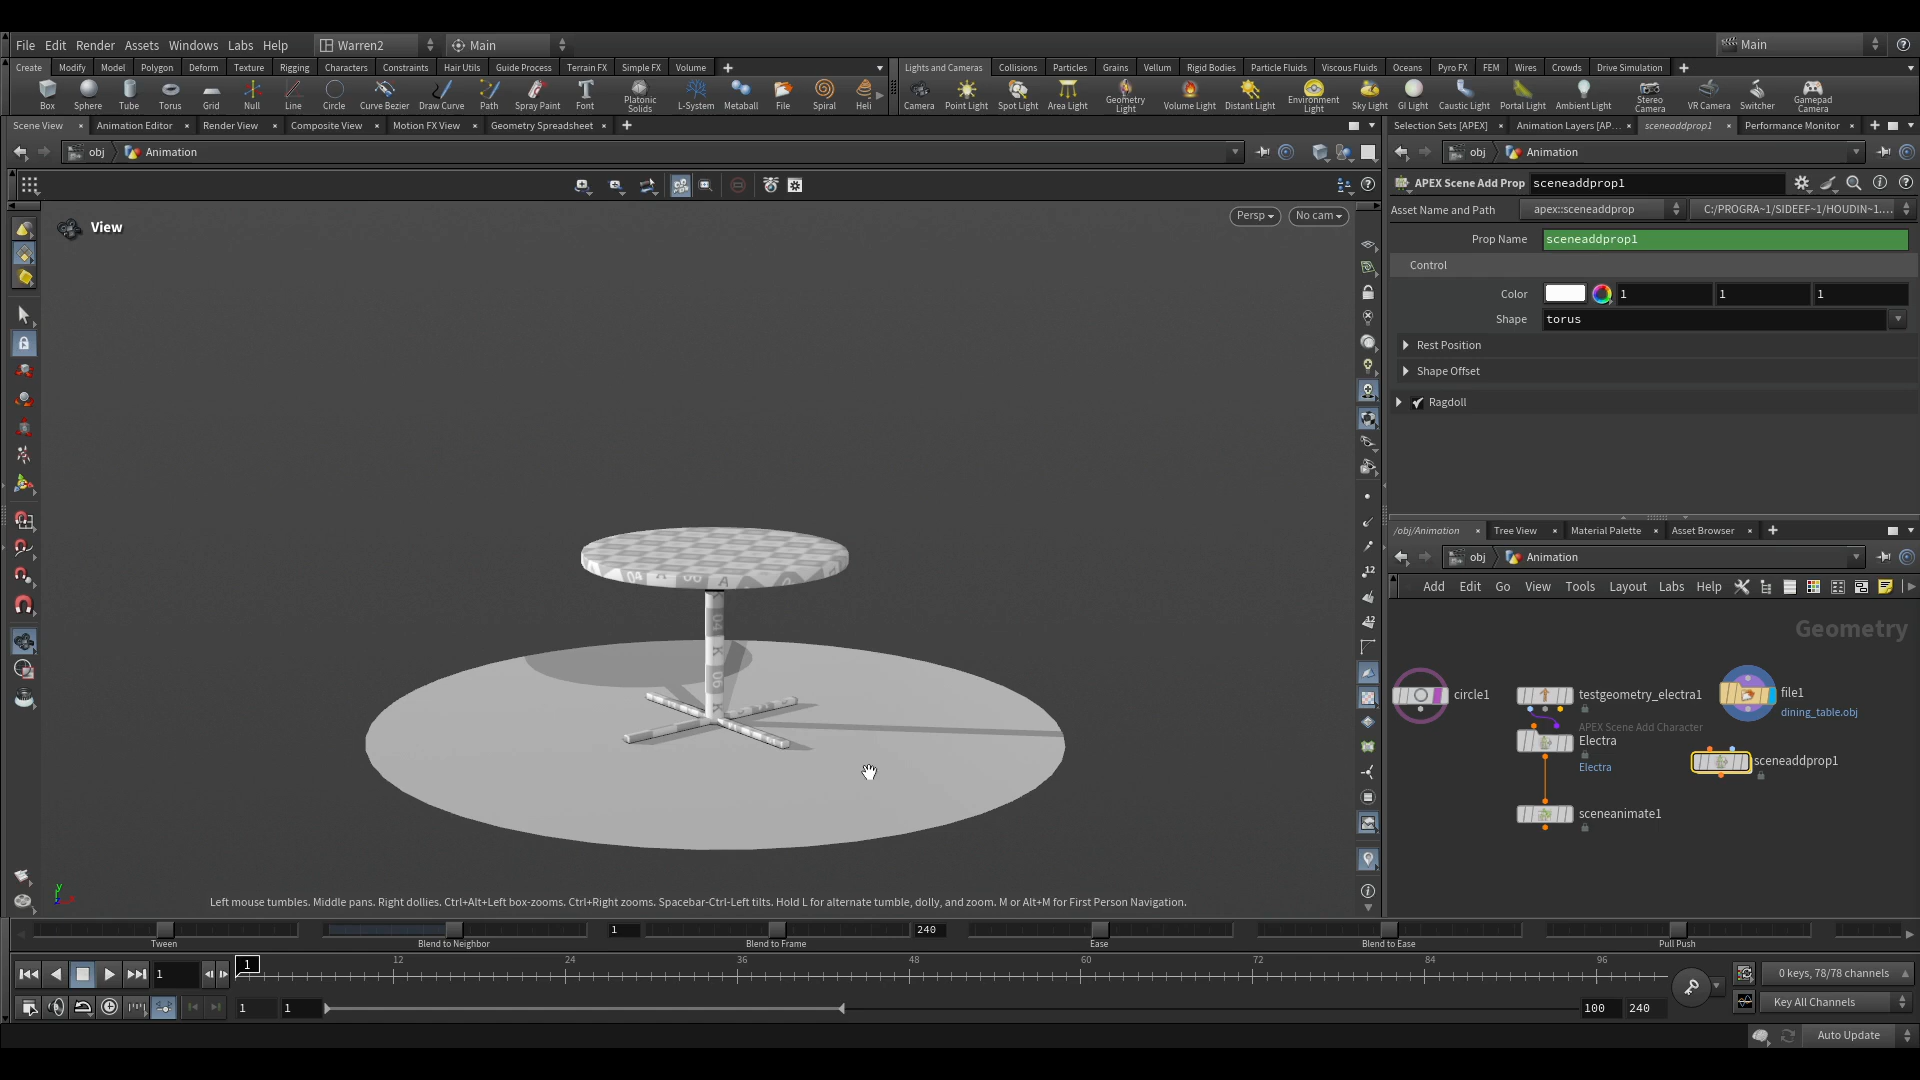 File Edit Render Assets Windows Labs Help Warren2 Main Main
Create Modify Model Polygon Deform Texture Rigging Characters Constraints Hair Utils Guide Process Terrain FX Simple FX Volume
Lights and Cameras Collisions Particles Grains Vellum Rigid Bodies Particle Fluids Viscous Fluids Oceans Pyro FX FEM Wires Crowds Drive Simulation
Box Sphere Tube Torus Grid Null Line Circle Curve Bezier Draw Curve Path Spray Paint Font Platonic Solids L-System Metaball File Spiral Heli
Camera Point Light Spot Light Area Light Geometry Light Volume Light Distant Light Environment Light Sky Light GI Light Caustic Light Portal Light Ambient Light Stereo Camera VR Camera Switcher Gamepad Camera
Scene View Animation Editor Render View Composite View Motion FX View Geometry Spreadsheet
Selection Sets [APEX] Animation Layers [AP... sceneaddprop1 Performance Monitor
obj Animation
obj Animation
APEX Scene Add Prop sceneaddprop1
Asset Name and Path apex::sceneaddprop C:/PROGRA~1/SIDEEF~1/HOUDIN~1....
View
Persp No cam
Prop Name sceneaddprop1
Control
Color 1 1 1
Shape torus
Rest Position
Shape Offset
Ragdoll
/obj/Animation Tree View Material Palette Asset Browser
obj Animation
Add Edit Go View Tools Layout Labs Help
Geometry
circle1
testgeometry_electra1
file1
dining_table.obj
APEX Scene Add Character
Electra
Electra
sceneaddprop1
sceneanimate1
12
12
04 A 00 A
04
K
06
K
y
Left mouse tumbles. Middle pans. Right dollies. Ctrl+Alt+Left box-zooms. Ctrl+Right zooms. Spacebar-Ctrl-Left tilts. Hold L for alternate tumble, dolly, and zoom. M or Alt+M for First Person Navigation.
1 240
Tween Blend to Neighbor Blend to Frame Ease Blend to Ease Pull Push
1 1 12 24 36 48 60 72 84 96
0 keys, 78/78 channels
1 1 100 240
Key All Channels
Auto Update